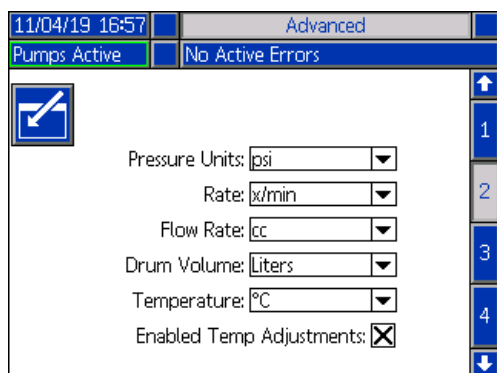 11/04/19 16:57 Advanced
Pumps Active No Active Errors
1
Pressure Units: psi
Rate: x/min
2
Flow Rate: cc
Drum Volume: Liters
3
Temperature: °C
4
Enabled Temp Adjustments: